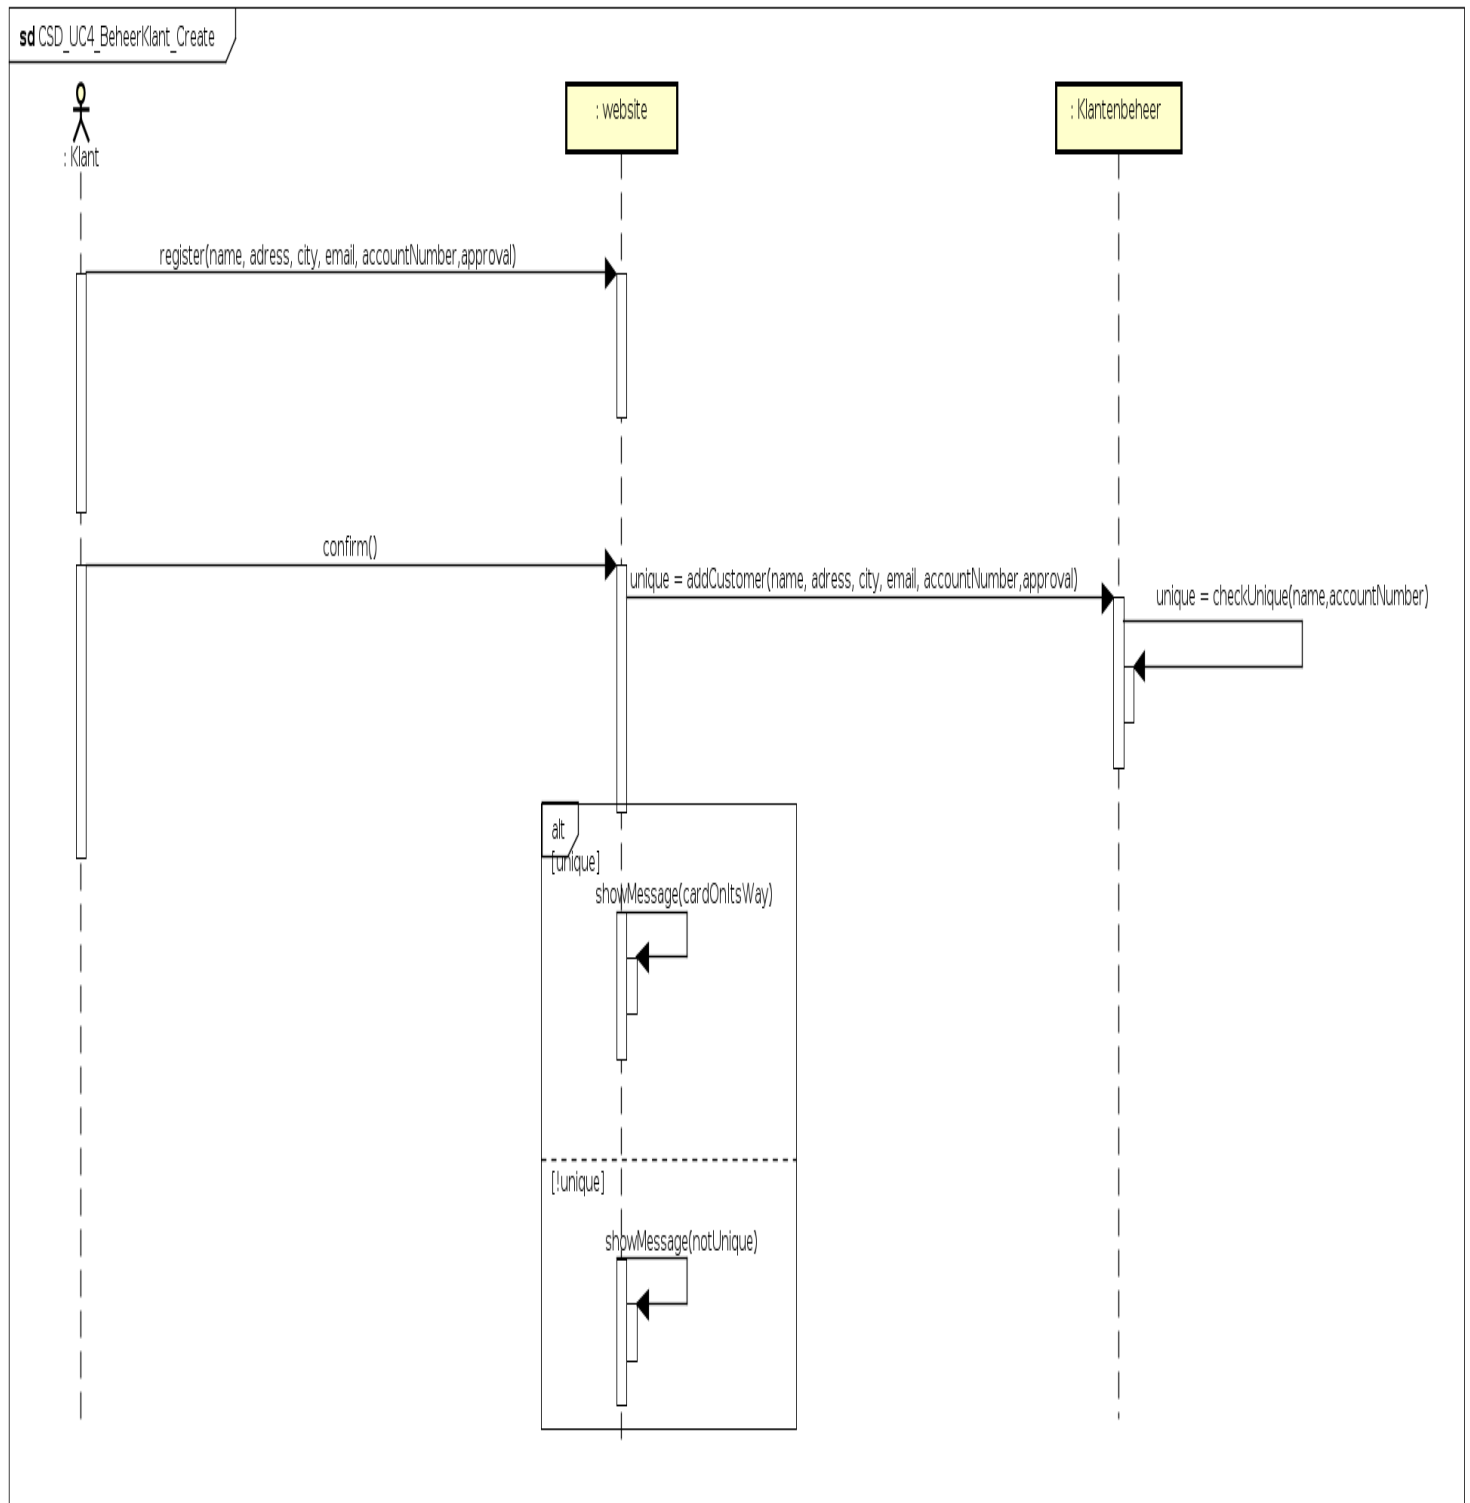 sd CSD_UC4_BeheerKlant_Create
: Klant
: website
: Klantenbeheer
register(name, adress, city, email, accountNumber,approval)
confirm()
unique = addCustomer(name, adress, city, email, accountNumber,approval)
unique = checkUnique(name,accountNumber)
alt
[unique]
showMessage(cardOnItsWay)
[!unique]
showMessage(notUnique)